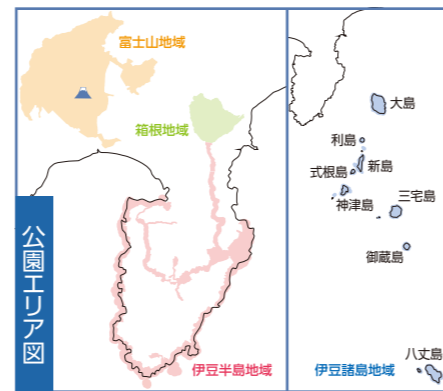 富士山地域
箱根地域
伊豆半島地域
公園エリア図
大島
利島
新島
式根島
神津島
三宅島
御蔵島
八丈島
伊豆諸島地域